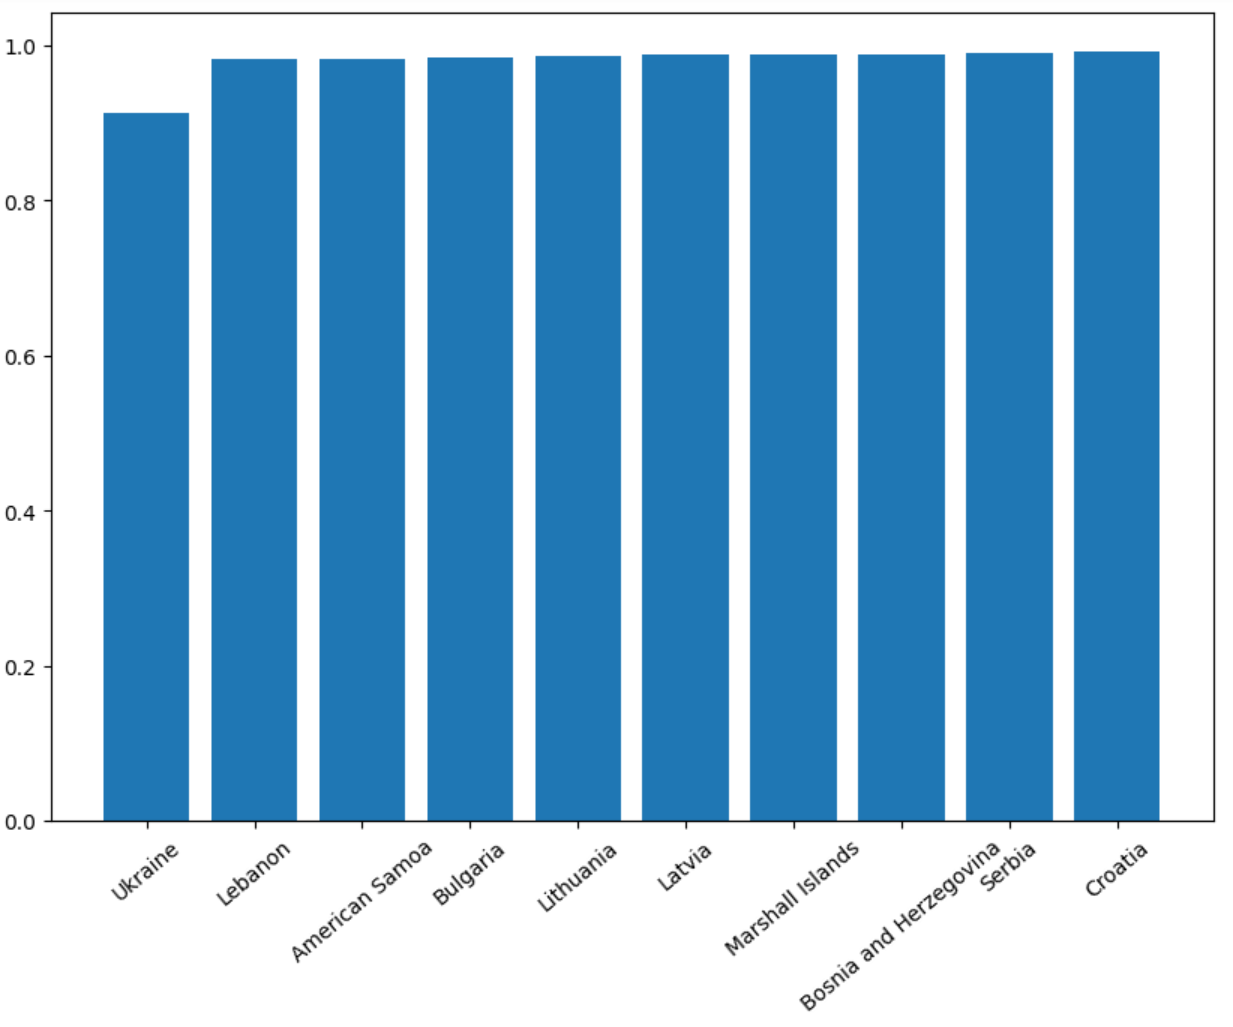 1.0
0.8
0.6
0.4
0.2
0.0
Ukraine
Lebanon
American Samoa
Bulgaria
Lithuania
Latvia
Marshall Islands
Bosnia and Herzegovina
Serbia
Croatia